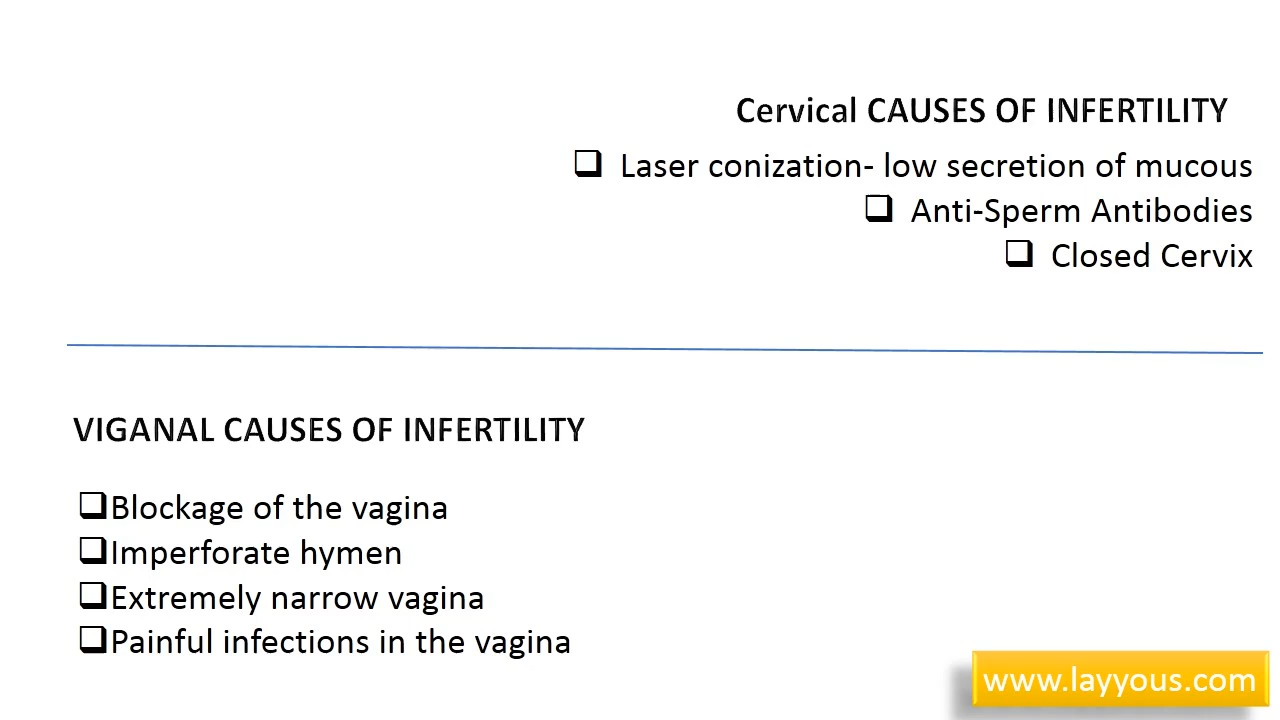 Cervical CAUSES OF INFERTILITY
❑ Laser conization- low secretion of mucous
❑ Anti-Sperm Antibodies
❑ Closed Cervix
VIGANAL CAUSES OF INFERTILITY
❑Blockage of the vagina
❑Imperforate hymen
❑Extremely narrow vagina
❑Painful infections in the vagina
www.layyous.com